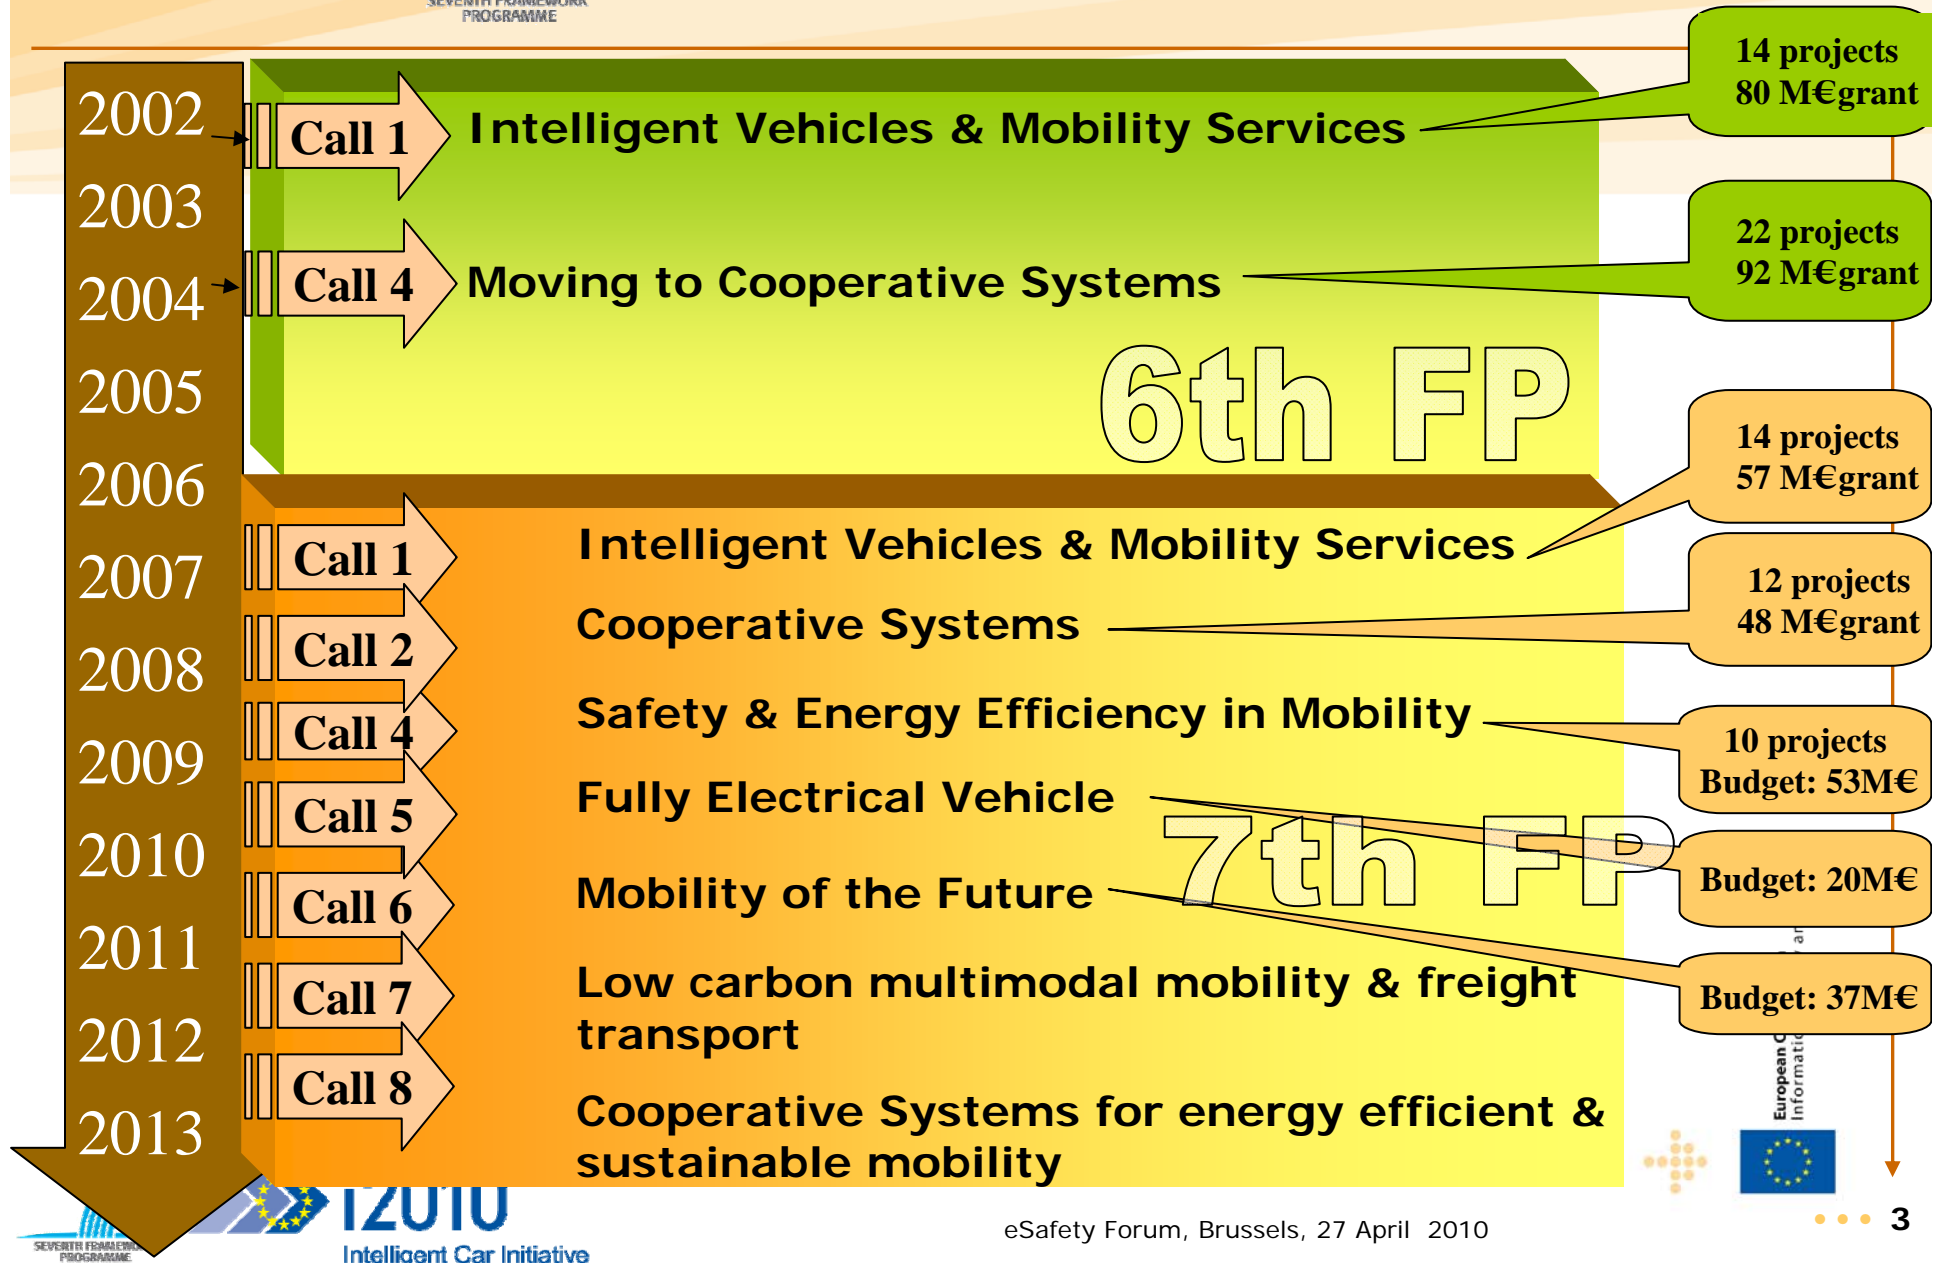 SEVENTH FRAMEWORK
PROGRAMME
14 projects
80 M€grant
2002
Call 1
Intelligent Vehicles & Mobility Services
2003
22 projects
92 M€grant
2004
Call 4
Moving to Cooperative Systems
2005
6th FP
14 projects
57 M€grant
2006
Call 1
Intelligent Vehicles & Mobility Services
2007
12 projects
48 M€grant
Call 2
Cooperative Systems
2008
Call 4
Safety & Energy Efficiency in Mobility
10 projects
Budget: 53M€
2009
Call 5
Fully Electrical Vehicle
7th FP
2010
Budget: 20M€
Call 6
Mobility of the Future
2011
Call 7
Low carbon multimodal mobility & freight
transport
Budget: 37M€
2012
Call 8
Cooperative Systems for energy efficient &
sustainable mobility
2013
European
i2010
Intelligent Car Initiative
SEVENTH FRAMEWORK
PROGRAMME
eSafety Forum, Brussels, 27 April 2010
3